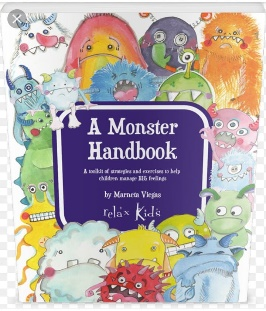 A Monster
Handbook
A toolkit of strategies and exercises to help
children manage BIG feelings
by Marneta Viegas
relax Kids